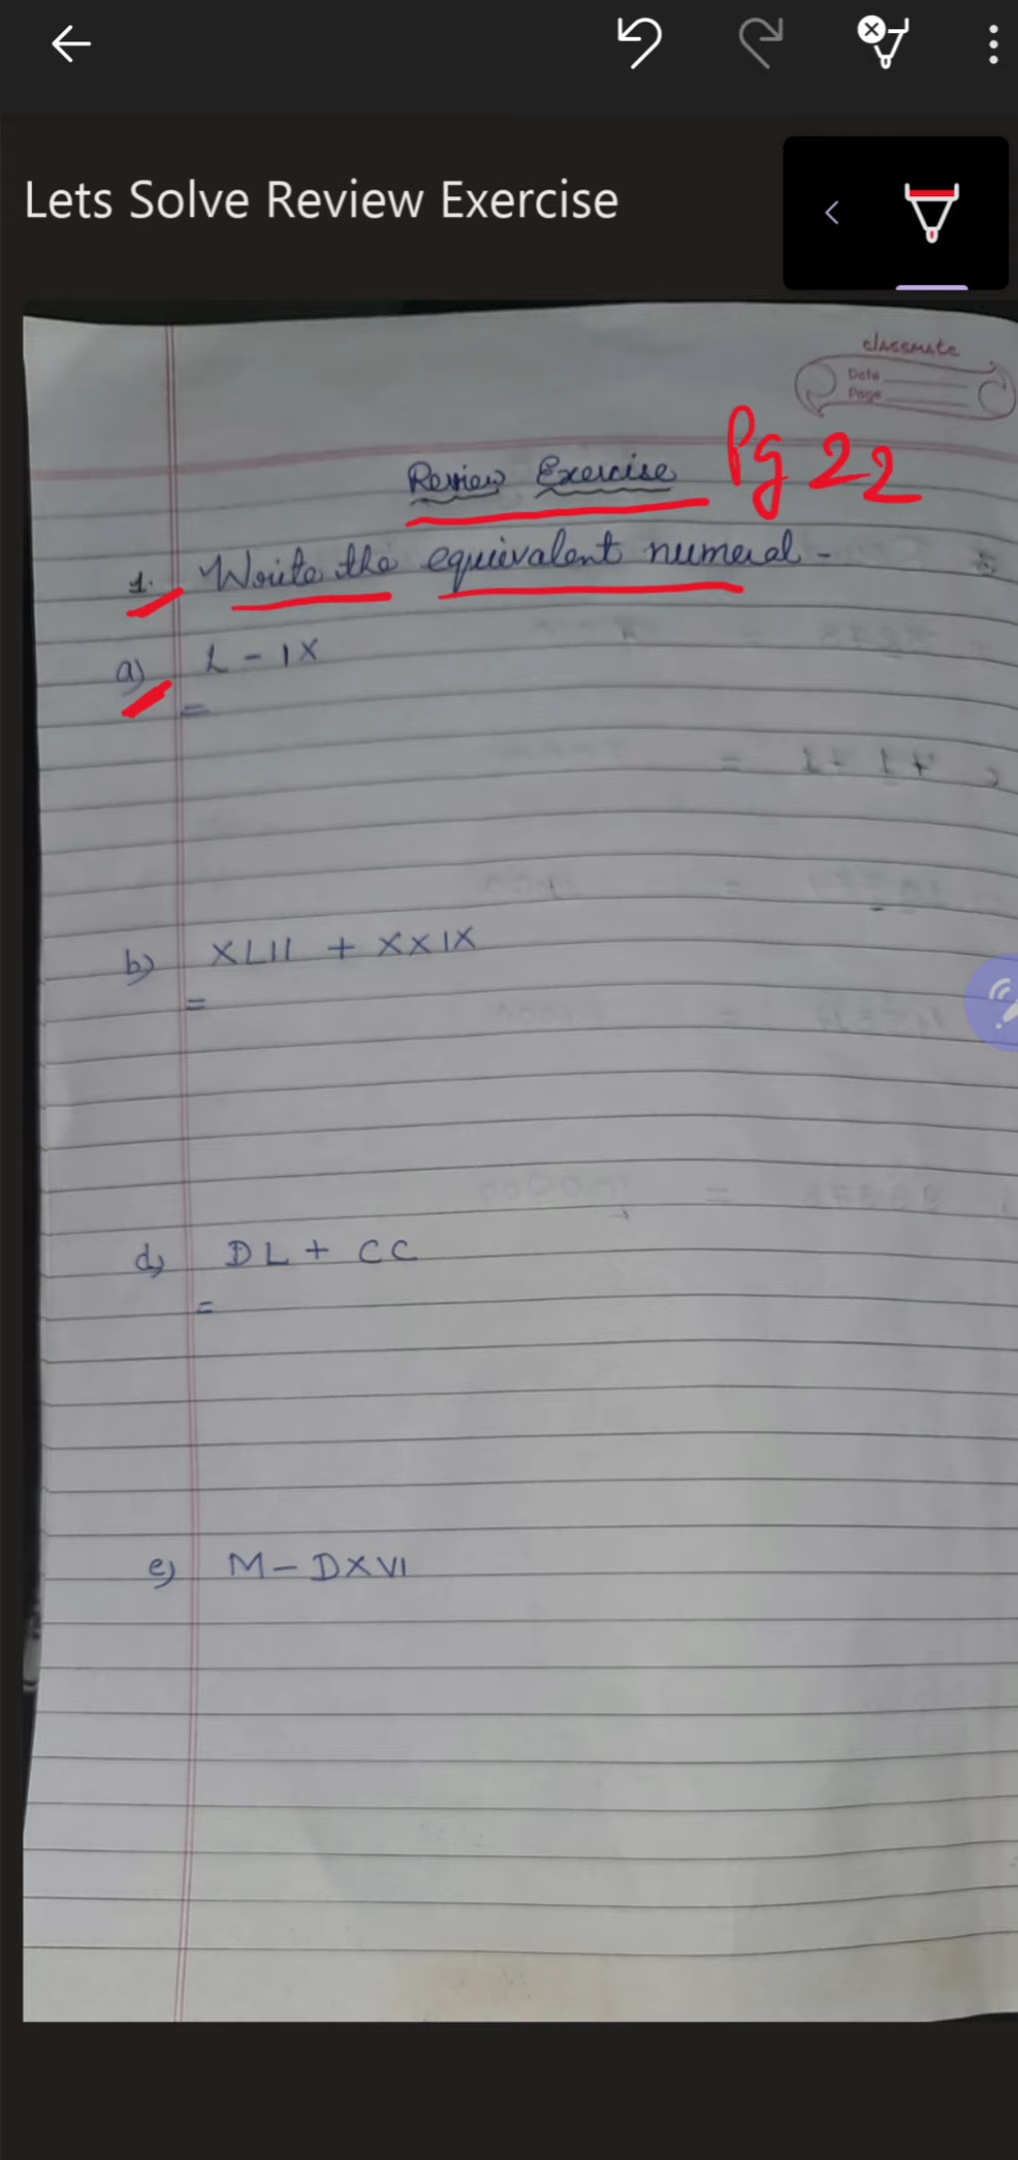 Lets Solve Review Exercise
classmate
Date
Page
Review Exercise Pg 22
1. Write the equivalent numeral -
a) L - IX
=
b) XLII + XXIX
=
d) DL + CC
=
e) M - DXVI